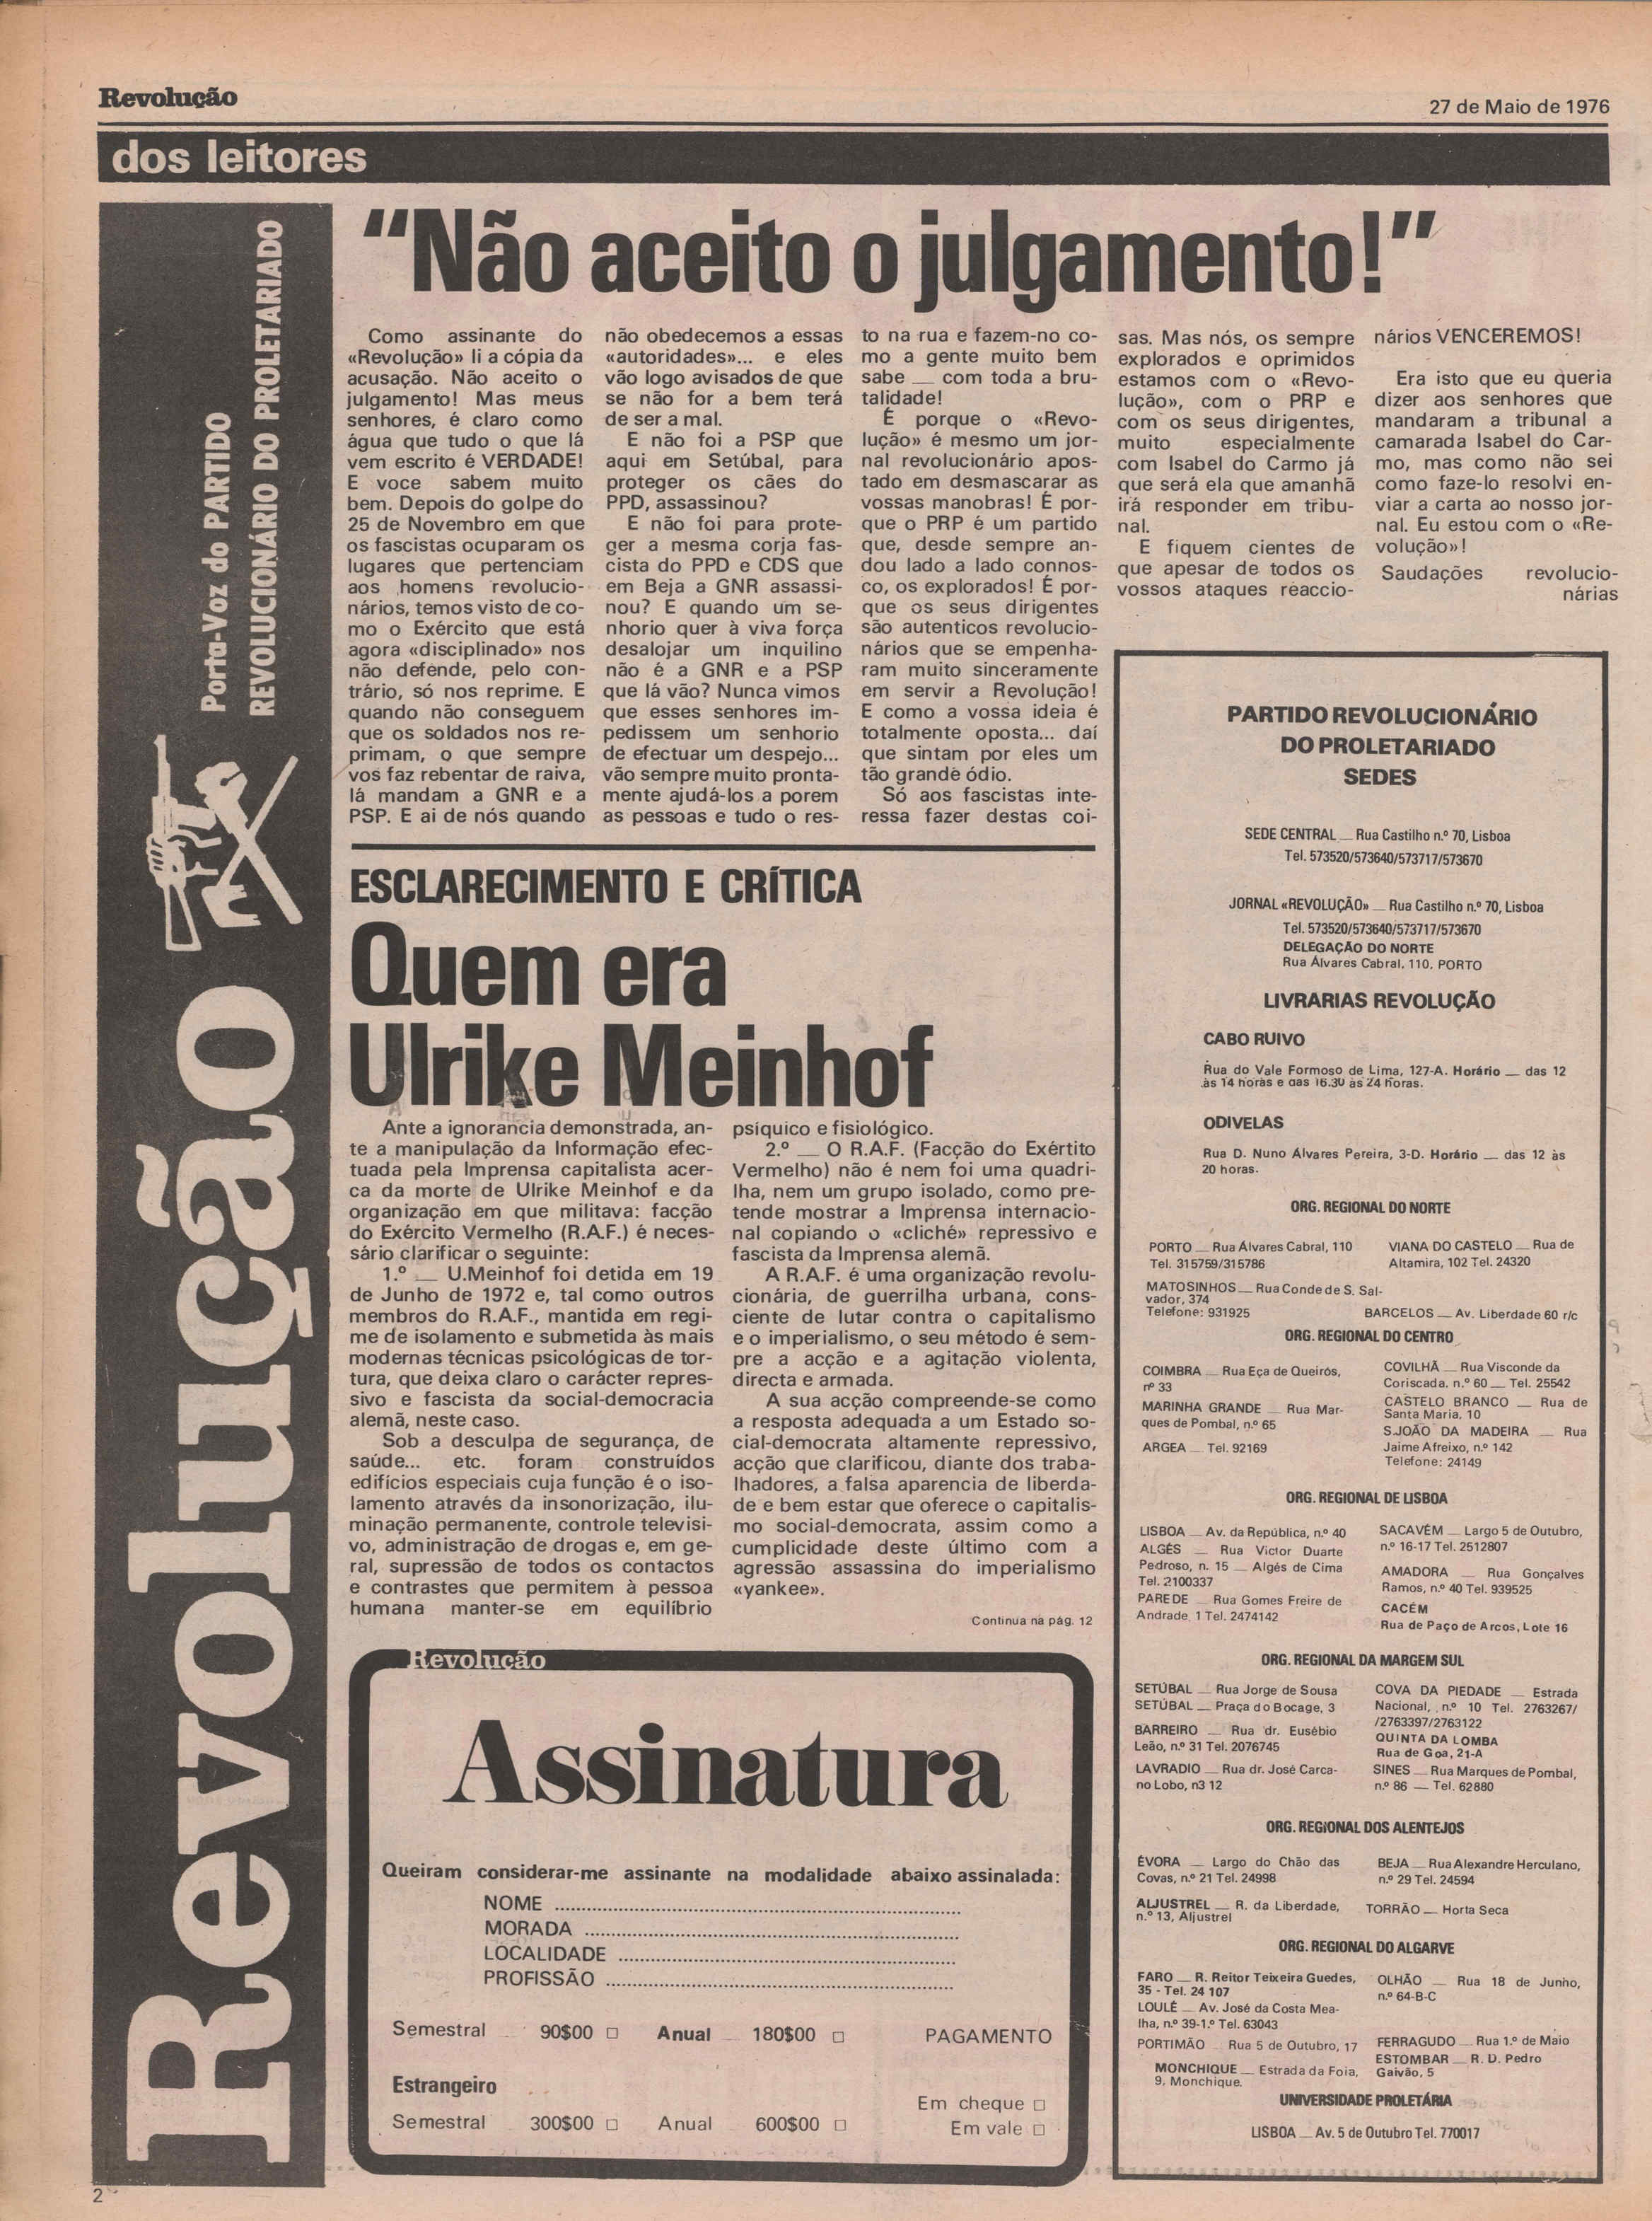 Revolução
27 de Maio de 1976
dos leitores
Revolução
Porta-Voz do PARTIDO
REVOLUCIONÁRIO DO PROLETARIADO
“Não aceito o julgamento!”
Como assinante do
«Revolução» li a cópia da
acusação. Não aceito o
julgamento! Mas meus
senhores, é claro como
água que tudo o que lá
vem escrito é VERDADE!
E voce sabem muito
bem. Depois do golpe do
25 de Novembro em que
os fascistas ocuparam os
lugares que pertenciam
aos homens revolucio-
nários, temos visto de co-
mo o Exército que está
agora «disciplinado» nos
não defende, pelo con-
trário, só nos reprime. E
quando não conseguem
que os soldados nos re-
primam, o que sempre
vos faz rebentar de raiva,
lá mandam a GNR e a
PSP. E ai de nós quando
não obedecemos a essas
«autoridades»... e eles
vão logo avisados de que
se não for a bem terá
de ser a mal.
E não foi a PSP que
aqui em Setúbal, para
proteger os cães do
PPD, assassinou?
E não foi para prote-
ger a mesma corja fas-
cista do PPD e CDS que
em Beja a GNR assassi-
nou? E quando um se-
nhorio quer à viva força
desalojar um inquilino
não é a GNR e a PSP
que lá vão? Nunca vimos
que esses senhores im-
pedissem um senhorio
de efectuar um despejo...
vão sempre muito pronta-
mente ajudá-los a porem
as pessoas e tudo o res-
to na rua e fazem-no co-
mo a gente muito bem
sabe — com toda a bru-
talidade!
É porque o «Revo-
lução» é mesmo um jor-
nal revolucionário apos-
tado em desmascarar as
vossas manobras! É por-
que o PRP é um partido
que, desde sempre an-
dou lado a lado connos-
co, os explorados! É por-
que os seus dirigentes
são autenticos revolucio-
nários que se empenha-
ram muito sinceramente
em servir a Revolução!
E como a vossa ideia é
totalmente oposta... daí
que sintam por eles um
tão grande ódio.
Só aos fascistas inte-
ressa fazer destas coi-
sas. Mas nós, os sempre
explorados e oprimidos
estamos com o «Revo-
lução», com o PRP e
com os seus dirigentes,
muito especialmente
com Isabel do Carmo já
que será ela que amanhã
irá responder em tribu-
nal.
E fiquem cientes de
que apesar de todos os
vossos ataques reaccio-
nários VENCEREMOS!
Era isto que eu queria
dizer aos senhores que
mandaram a tribunal a
camarada Isabel do Car-
mo, mas como não sei
como faze-lo resolvi en-
viar a carta ao nosso jor-
nal. Eu estou com o «Re-
volução»!
Saudações revolucio-
nárias
ESCLARECIMENTO E CRÍTICA
Quem era
Ulrike Meinhof
Ante a ignorancia demonstrada, an-
te a manipulação da Informação efec-
tuada pela Imprensa capitalista acer-
ca da morte de Ulrike Meinhof e da
organização em que militava: facção
do Exército Vermelho (R.A.F.) é neces-
sário clarificar o seguinte:
1.º — U.Meinhof foi detida em 19
de Junho de 1972 e, tal como outros
membros do R.A.F., mantida em regi-
me de isolamento e submetida às mais
modernas técnicas psicológicas de tor-
tura, que deixa claro o carácter repres-
sivo e fascista da social-democracia
alemã, neste caso.
Sob a desculpa de segurança, de
saúde... etc. foram construídos
edifícios especiais cuja função é o iso-
lamento através da insonorização, ilu-
minação permanente, controle televisi-
vo, administração de drogas e, em ge-
ral, supressão de todos os contactos
e contrastes que permitem à pessoa
humana manter-se em equilíbrio
psíquico e fisiológico.
2.º — O R.A.F. (Facção do Exértito
Vermelho) não é nem foi uma quadri-
lha, nem um grupo isolado, como pre-
tende mostrar a Imprensa internacio-
nal copiando o «cliché» repressivo e
fascista da Imprensa alemã.
A R.A.F. é uma organização revolu-
cionária, de guerrilha urbana, cons-
ciente de lutar contra o capitalismo
e o imperialismo, o seu método é sem-
pre a acção e a agitação violenta,
directa e armada.
A sua acção compreende-se como
a resposta adequada a um Estado so-
cial-democrata altamente repressivo,
acção que clarificou, diante dos traba-
lhadores, a falsa aparencia de liberda-
de e bem estar que oferece o capitalis-
mo social-democrata, assim como a
cumplicidade deste último com a
agressão assassina do imperialismo
«yankee».
Continua na pág. 12
Revolução
Assinatura
Queiram considerar-me assinante na modalidade abaixo assinalada:
NOME ........................
MORADA ........................
LOCALIDADE ........................
PROFISSÃO ........................
Semestral 90$00 □ Anual 180$00 □ PAGAMENTO
Estrangeiro
Em cheque □
Semestral 300$00 □ Anual 600$00 □
Em vale □
PARTIDO REVOLUCIONÁRIO
DO PROLETARIADO
SEDES
SEDE CENTRAL — Rua Castilho n.º 70, Lisboa
Tel. 573520/573640/573717/573670
JORNAL «REVOLUÇÃO» — Rua Castilho n.º 70, Lisboa
Tel. 573520/573640/573717/573670
DELEGAÇÃO DO NORTE
Rua Álvares Cabral, 110, PORTO
LIVRARIAS REVOLUÇÃO
CABO RUIVO
Rua do Vale Formoso de Lima, 127-A. Horário — das 12
às 14 horas e das 16.30 às 24 horas.
ODIVELAS
Rua D. Nuno Álvares Pereira, 3-D. Horário — das 12 às
20 horas.
ORG. REGIONAL DO NORTE
PORTO — Rua Álvares Cabral, 110
Tel. 315759/315786
MATOSINHOS — Rua Conde de S. Sal-
vador, 374
Telefone: 931925
VIANA DO CASTELO — Rua de
Altamira, 102 Tel. 24320
BARCELOS — Av. Liberdade 60 r/c
ORG. REGIONAL DO CENTRO
COIMBRA — Rua Eça de Queirós,
nº 33
MARINHA GRANDE — Rua Mar-
ques de Pombal, n.º 65
ARGEA — Tel. 92169
COVILHÃ — Rua Visconde da
Coriscada. n.º 60 — Tel. 25542
CASTELO BRANCO — Rua de
Santa Maria, 10
S.JOÃO DA MADEIRA — Rua
Jaime Afreixo, n.º 142
Telefone: 24149
ORG. REGIONAL DE LISBOA
LISBOA — Av. da República, n.º 40
ALGÉS — Rua Victor Duarte
Pedroso, n. 15 — Algés de Cima
Tel. 2100337
PAREDE — Rua Gomes Freire de
Andrade, 1 Tel. 2474142
SACAVÉM — Largo 5 de Outubro,
n.º 16-17 Tel. 2512807
AMADORA — Rua Gonçalves
Ramos, n.º 40 Tel. 939525
CACÉM
Rua de Paço de Arcos, Lote 16
ORG. REGIONAL DA MARGEM SUL
SETÚBAL — Rua Jorge de Sousa
SETÚBAL — Praça do Bocage, 3
BARREIRO — Rua dr. Eusébio
Leão, n.º 31 Tel. 2076745
LAVRADIO — Rua dr. José Carca-
no Lobo, n3 12
COVA DA PIEDADE — Estrada
Nacional, n.º 10 Tel. 2763267/
/2763397/2763122
QUINTA DA LOMBA
Rua de Goa, 21-A
SINES — Rua Marques de Pombal,
n.º 86 — Tel. 62880
ORG. REGIONAL DOS ALENTEJOS
ÉVORA — Largo do Chão das
Covas, n.º 21 Tel. 24998
ALJUSTREL — R. da Liberdade,
n.º 13, Aljustrel
BEJA — Rua Alexandre Herculano,
n.º 29 Tel. 24594
TORRÃO — Horta Seca
ORG. REGIONAL DO ALGARVE
FARO — R. Reitor Teixeira Guedes,
35 - Tel. 24 107
LOULÉ — Av. José da Costa Mea-
lha, n.º 39-1.º Tel. 63043
PORTIMÃO — Rua 5 de Outubro, 17
MONCHIQUE — Estrada da Foia,
9, Monchique.
OLHÃO — Rua 18 de Junho,
n.º 64-B-C
FERRAGUDO — Rua 1.º de Maio
ESTOMBAR — R. D. Pedro
Gaivão, 5
UNIVERSIDADE PROLETÁRIA
LISBOA — Av. 5 de Outubro Tel. 770017
2